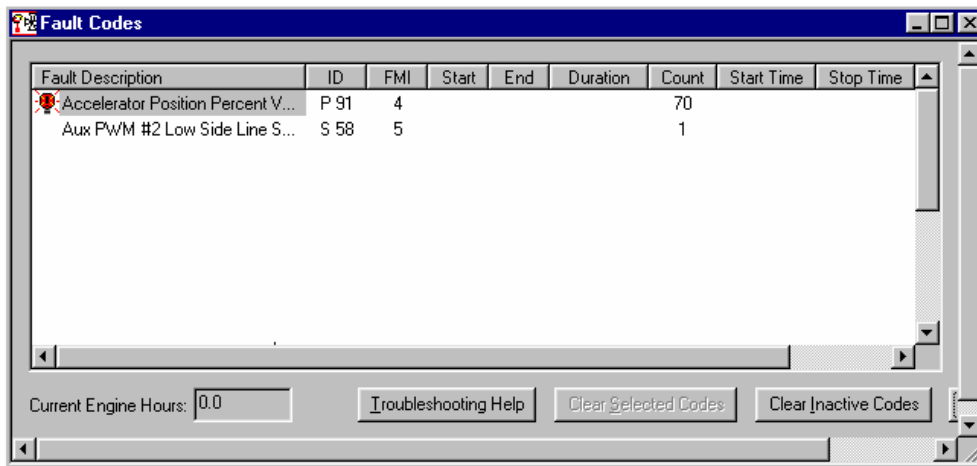 Fault Codes
Fault Description ID FMI Start End Duration Count Start Time Stop Time
Accelerator Position Percent V... P 91 4 70
Aux PWM #2 Low Side Line S... S 58 5 1
Current Engine Hours: 0.0 Troubleshooting Help Clear Selected Codes Clear Inactive Codes